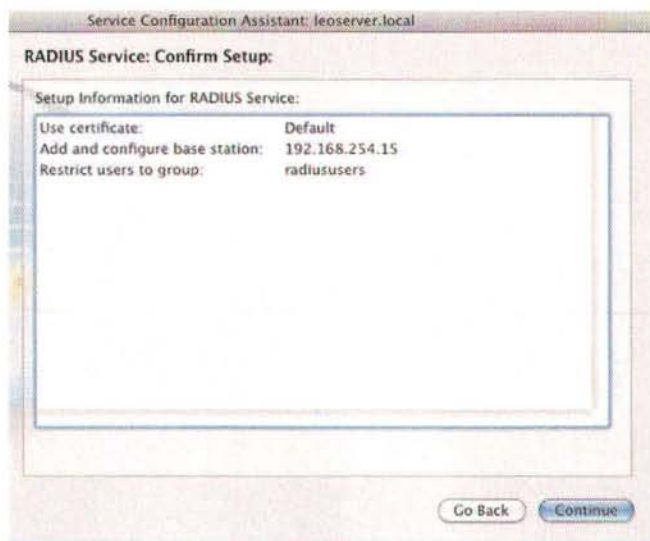 Service Configuration Assistant: leoserver.local
RADIUS Service: Confirm Setup:
Setup Information for RADIUS Service:
Use certificate: Default
Add and configure base station: 192.168.254.15
Restrict users to group: radiususers
Go Back Continue